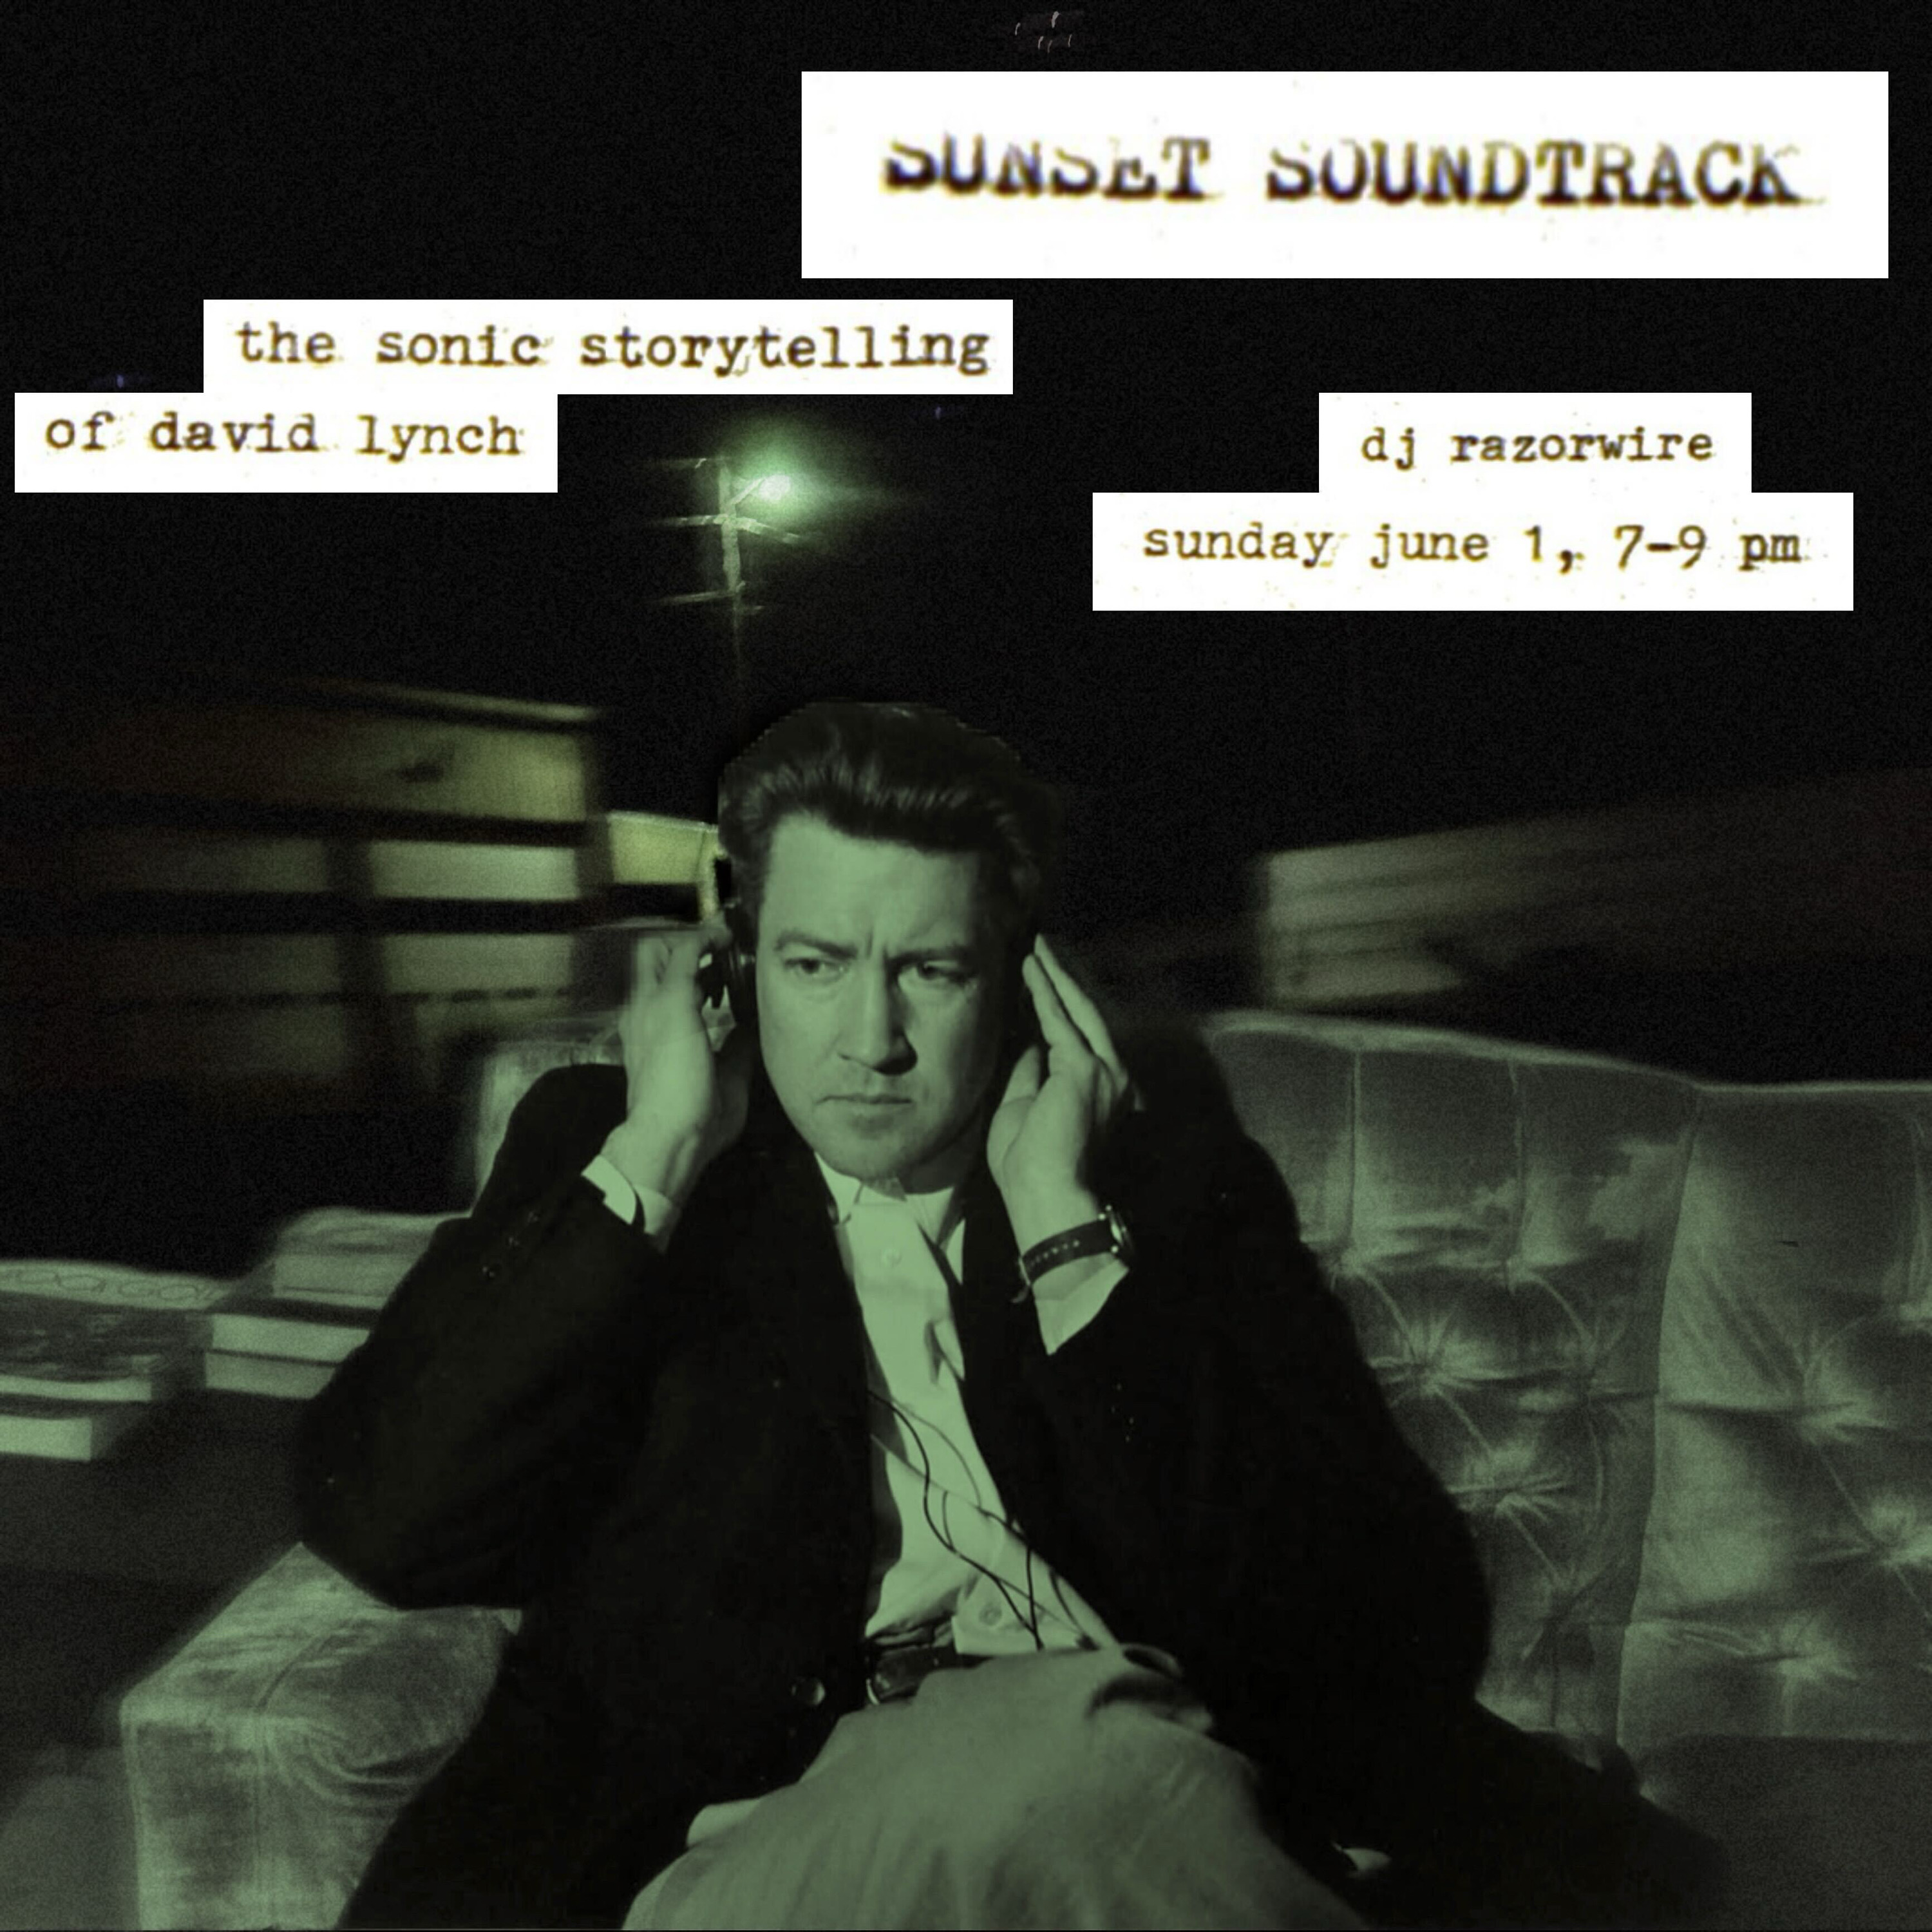 SUNSET SOUNDTRACK
the sonic storytelling
of david lynch
dj razorwire
sunday june 1, 7-9 pm